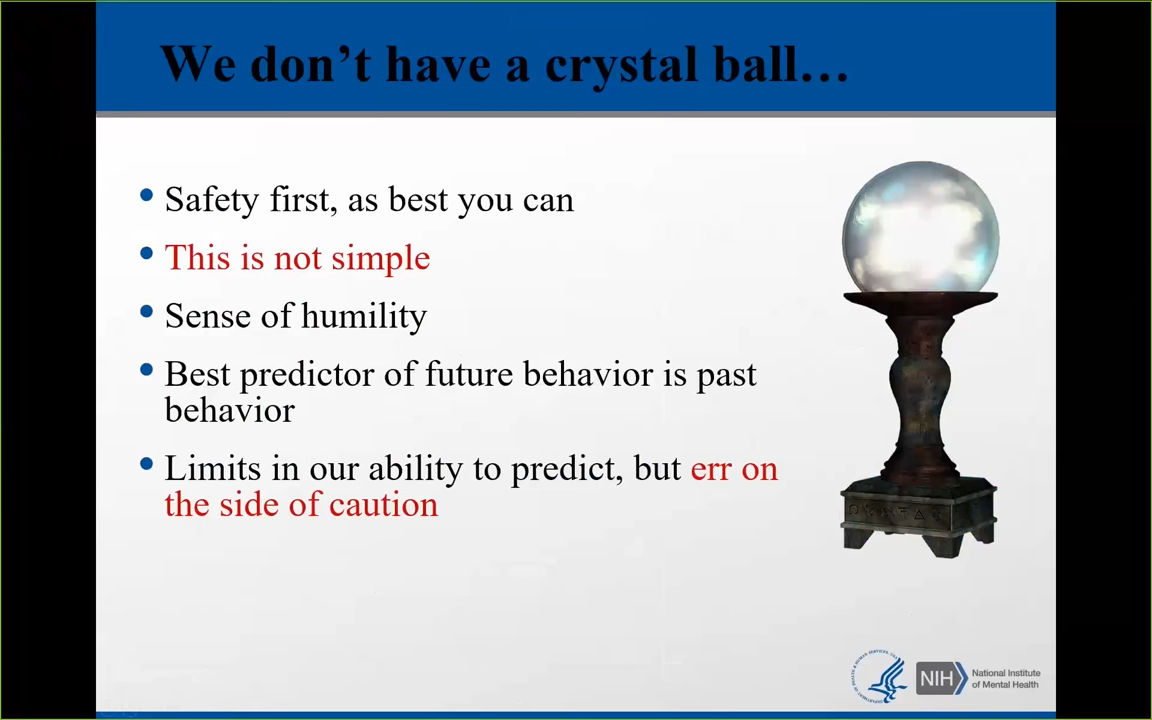 We don’t have a crystal ball…
Safety first, as best you can
This is not simple
Sense of humility
Best predictor of future behavior is past
behavior
Limits in our ability to predict, but err on
the side of caution
NIH
National Institute
of Mental Health